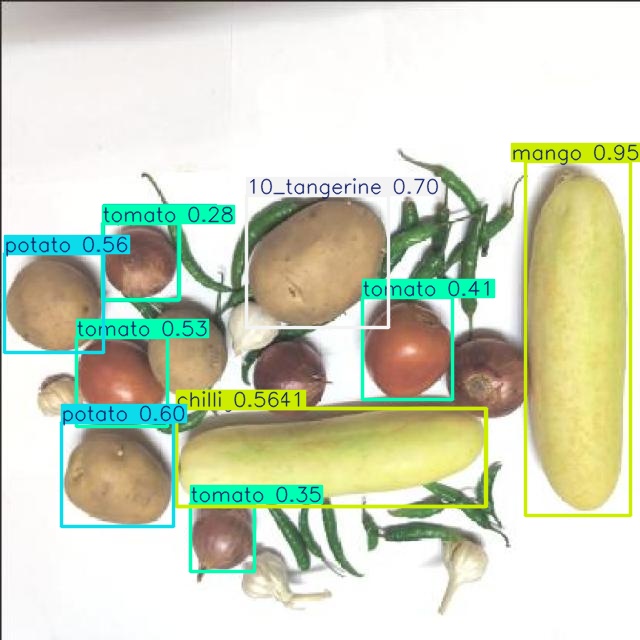 mango 0.95
10_tangerine 0.70
tomato 0.28
potato 0.56
tomato 0.41
tomato 0.53
chilli 0.5641
potato 0.60
tomato 0.35